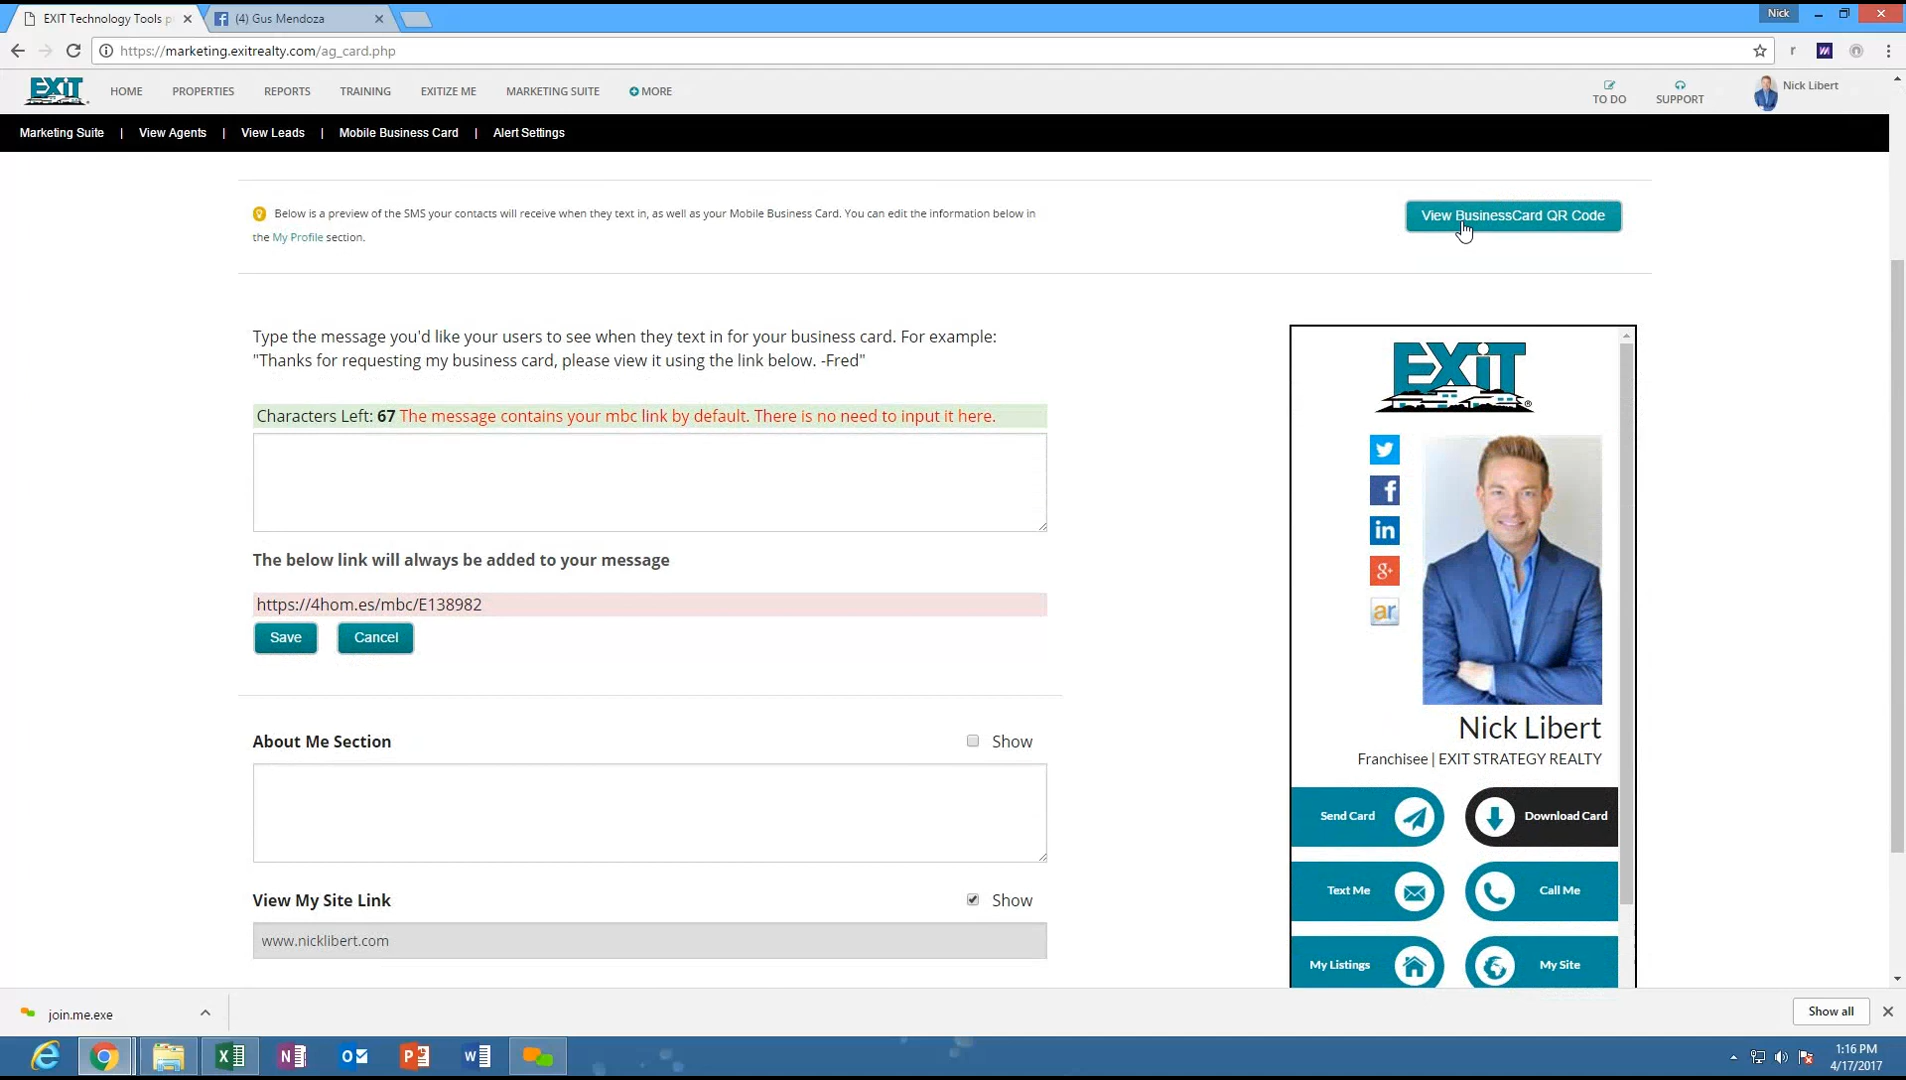 EXIT Technology Tools p
(4) Gus Mendoza
Nick
https://marketing.exitrealty.com/ag_card.php
EXIT
HOME
PROPERTIES
REPORTS
TRAINING
EXITIZE ME
MARKETING SUITE
MORE
TO DO
SUPPORT
Nick Libert
Marketing Suite | View Agents | View Leads | Mobile Business Card | Alert Settings
Below is a preview of the SMS your contacts will receive when they text in, as well as your Mobile Business Card. You can edit the information below in
the My Profile section.
View BusinessCard QR Code
Type the message you'd like your users to see when they text in for your business card. For example:
"Thanks for requesting my business card, please view it using the link below. -Fred"
Characters Left: 67 The message contains your mbc link by default. There is no need to input it here.
The below link will always be added to your message
https://4hom.es/mbc/E138982
Save
Cancel
About Me Section
Show
View My Site Link
Show
www.nicklibert.com
EXIT
in
g+
ar
Nick Libert
Franchisee | EXIT STRATEGY REALTY
Send Card
Download Card
Text Me
Call Me
My Listings
My Site
join.me.exe
Show all
1:16 PM
4/17/2017